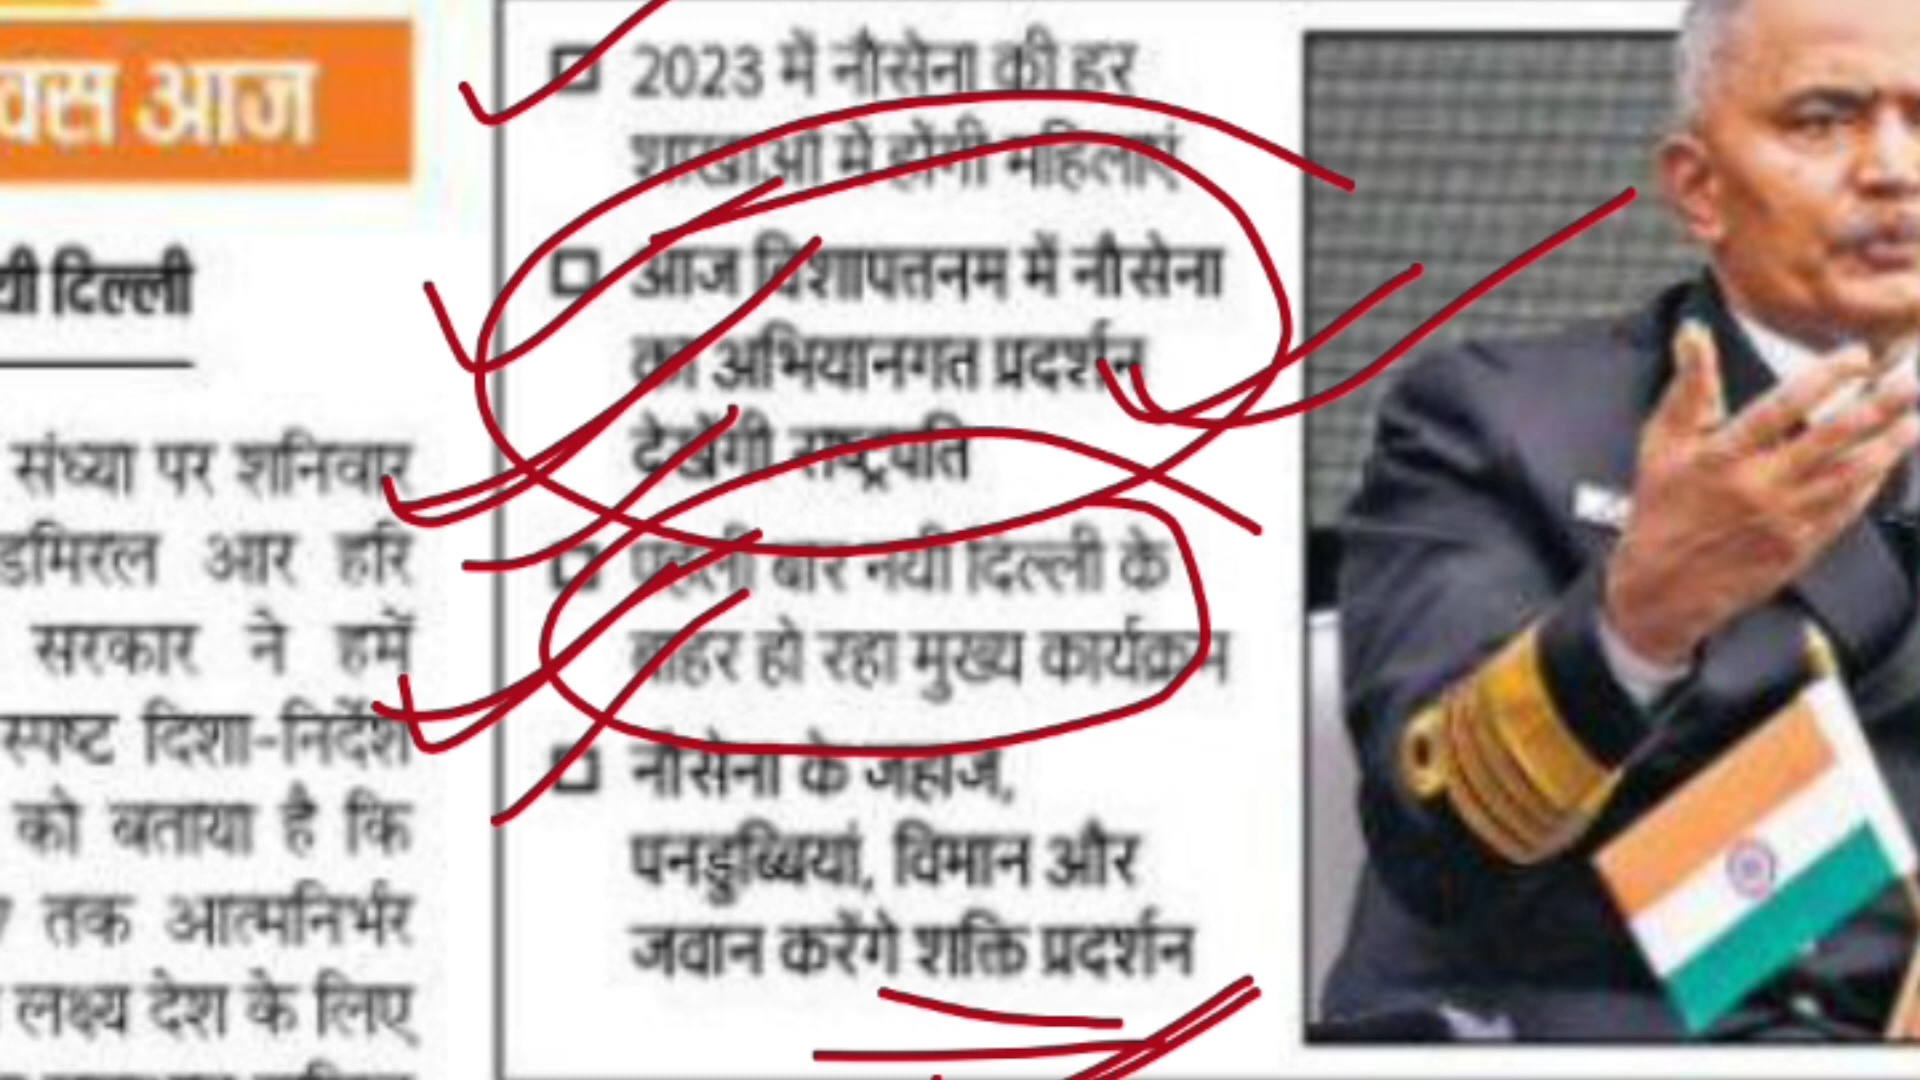 वस आज
यी दिल्ली
संध्या पर शनिवार
डमिरल आर हरि
सरकार ने हमें
स्पष्ट दिशा-निर्देश
को बताया है कि
तक आत्मनिर्भर
लक्ष्य देश के लिए
2023 में नौसेना की हर
शाखाओं में होंगी महिलाएं
आज विशापतनम में नौसेना
का अभियानगत प्रदर्शन
देखेंगी राष्ट्रपति
पहली बार नयी दिल्ली के
बाहर हो रहा मुख्य कार्यक्रम
नौसेना के जहाज,
पनडुब्बियां, विमान और
जवान करेंगे शक्ति प्रदर्शन